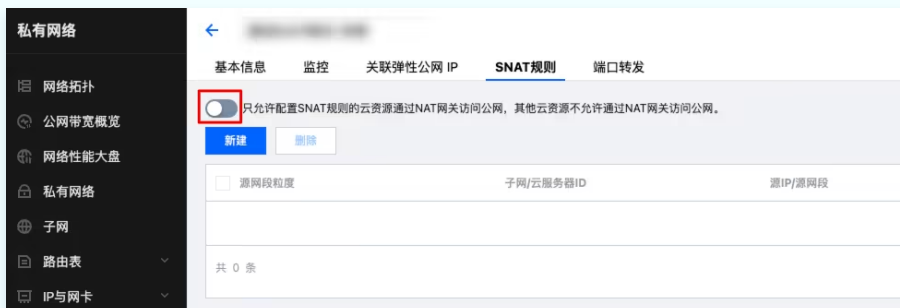 私有网络
网络拓扑
公网带宽概览
网络性能大盘
私有网络
子网
路由表
IP与网卡
基本信息 监控 关联弹性公网 IP SNAT规则 端口转发
只允许配置SNAT规则的云资源通过NAT网关访问公网，其他云资源不允许通过NAT网关访问公网。
新建 删除
源网段粒度 子网/云服务器ID 源IP/源网段
共 0 条